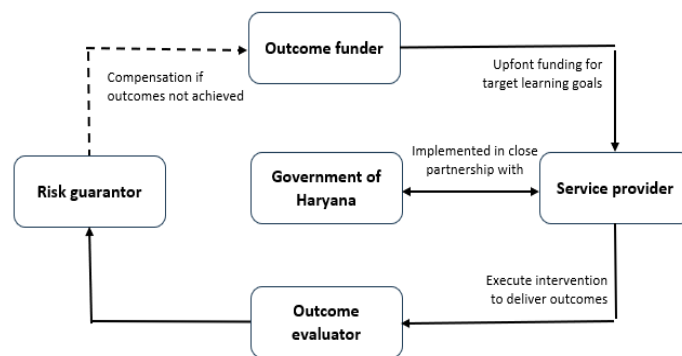 Outcome funder
Compensation if
outcomes not achieved
Upfont funding for
target learning goals
Risk guarantor
Government of
Haryana
Implemented in close
partnership with
Service provider
Execute intervention
to deliver outcomes
Outcome
evaluator